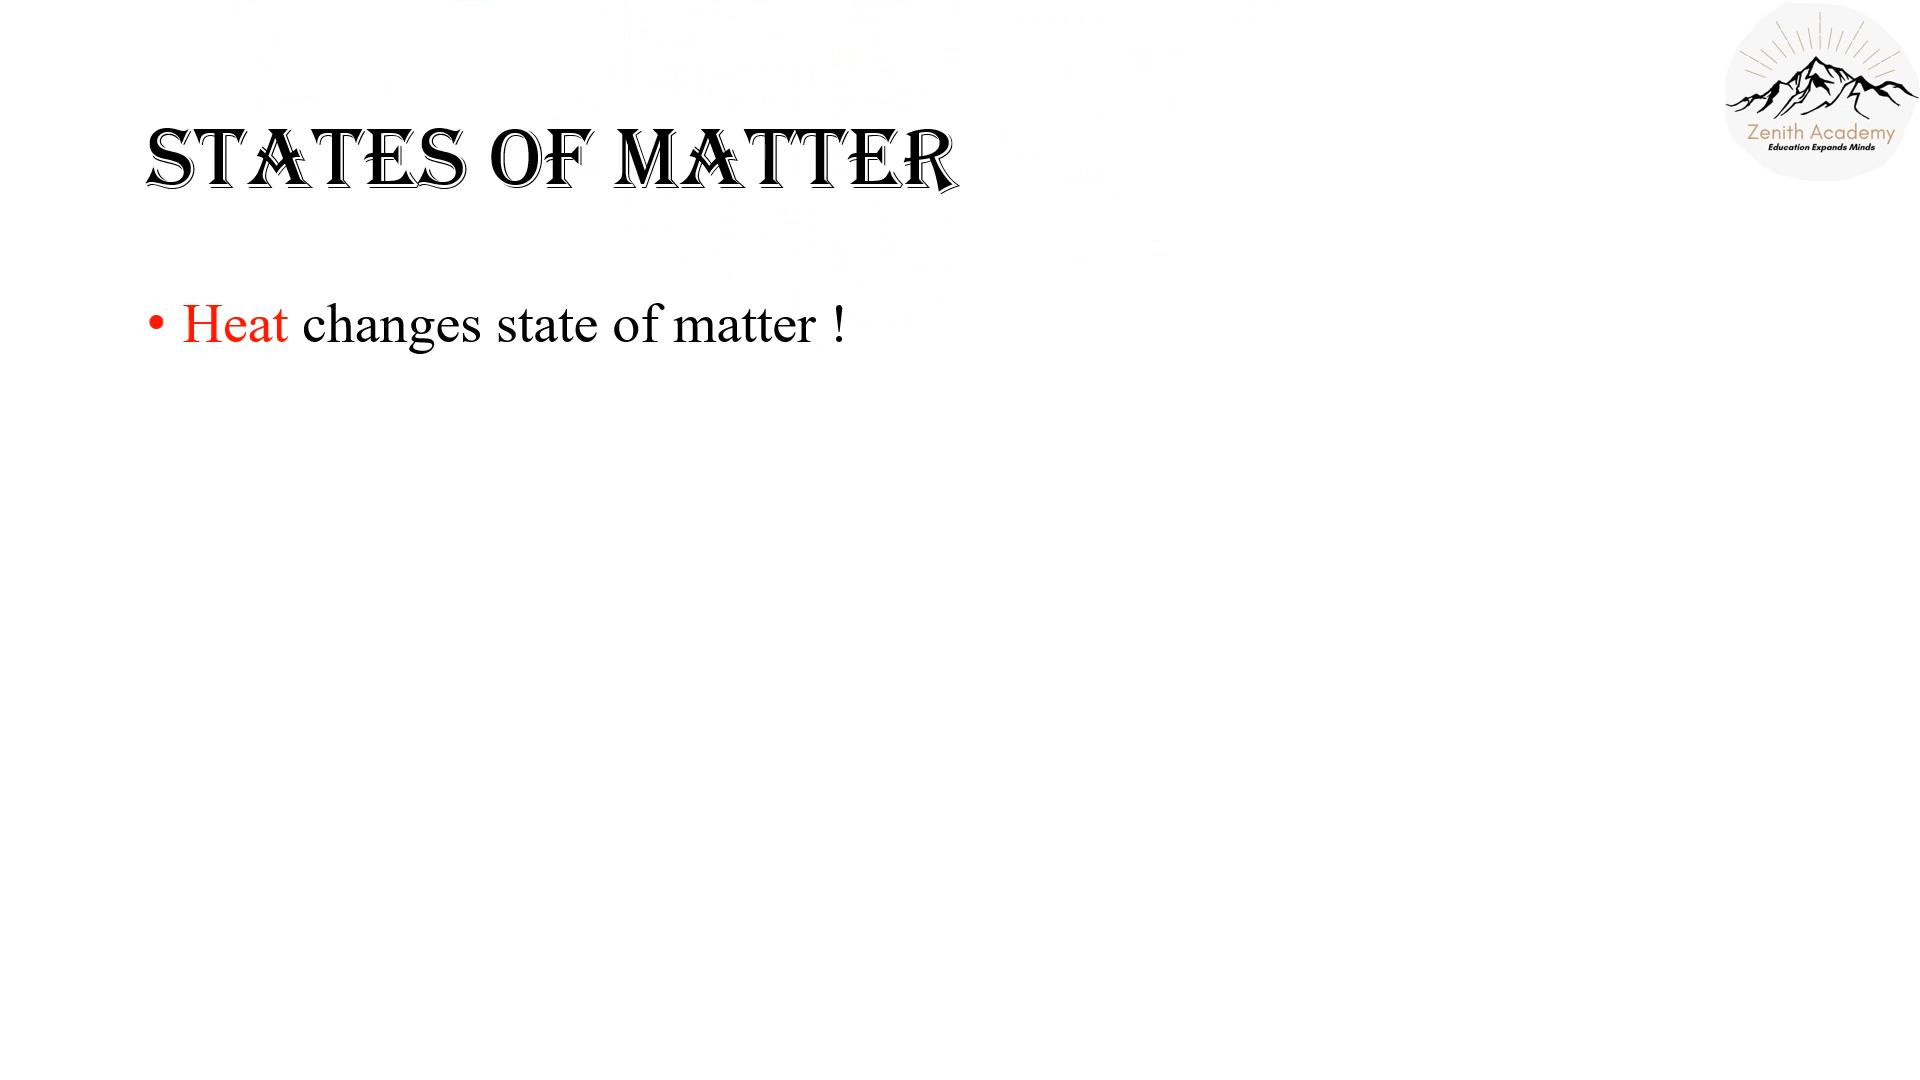 Zenith Academy
Education Expands Minds
STATES OF MATTER
• Heat changes state of matter !